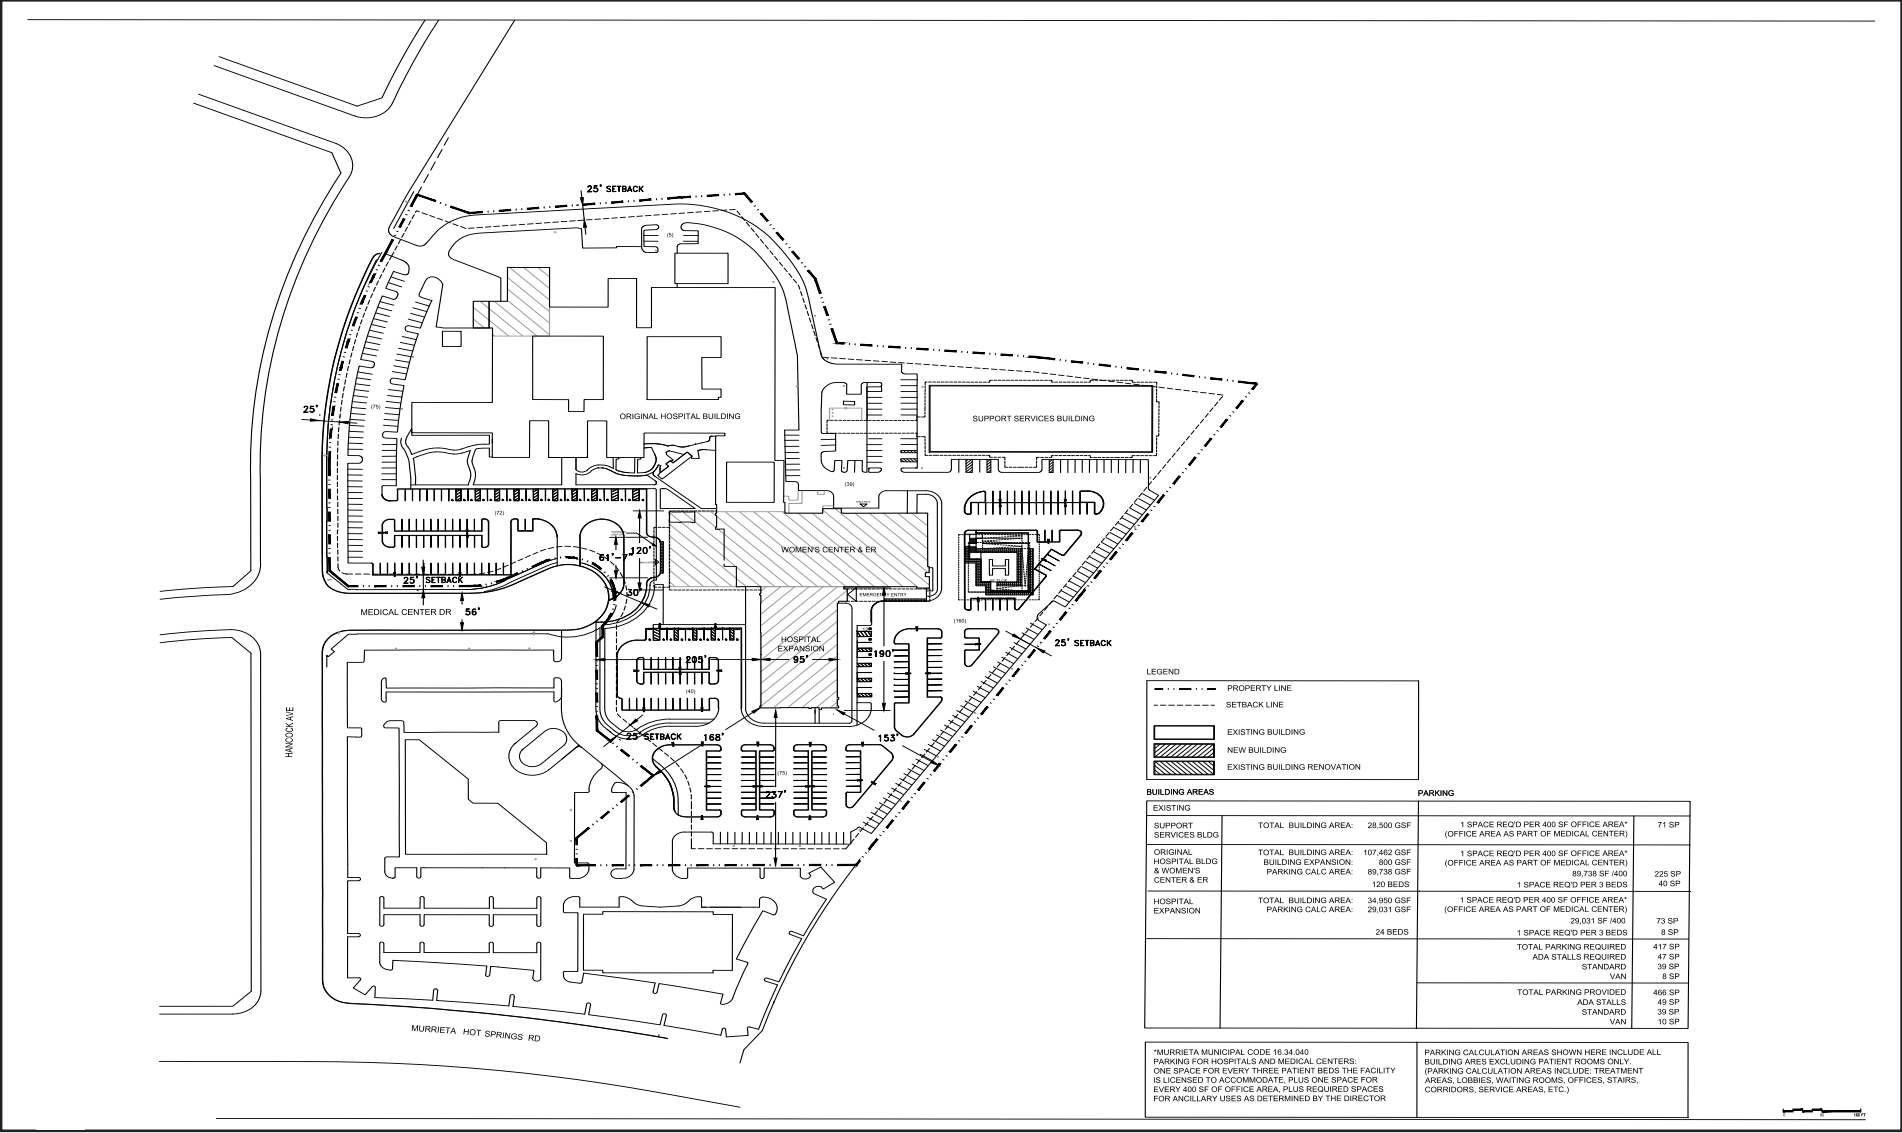 25' SETBACK
(5)
25'
(75)
ORIGINAL HOSPITAL BUILDING
SUPPORT SERVICES BUILDING
(39)
(72)
WOMEN'S CENTER & ER
120'
61'-7"
30'
25' SETBACK
MEDICAL CENTER DR
56'
EMERGENCY ENTRY
(160)
HOSPITAL
EXPANSION
205'
95'
190'
(40)
25' SETBACK
25' SETBACK
168'
153'
(75)
237'
HANCOCK AVE
MURRIETA HOT SPRINGS RD
LEGEND
PROPERTY LINE
SETBACK LINE
EXISTING BUILDING
NEW BUILDING
EXISTING BUILDING RENOVATION
BUILDING AREAS PARKING
EXISTING
SUPPORT
SERVICES BLDG
TOTAL BUILDING AREA: 28,500 GSF
1 SPACE REQ'D PER 400 SF OFFICE AREA* 71 SP
(OFFICE AREA AS PART OF MEDICAL CENTER)
ORIGINAL
HOSPITAL BLDG
& WOMEN'S
CENTER & ER
TOTAL BUILDING AREA: 107,462 GSF
BUILDING EXPANSION: 800 GSF
PARKING CALC AREA: 89,738 GSF
120 BEDS
1 SPACE REQ'D PER 400 SF OFFICE AREA*
(OFFICE AREA AS PART OF MEDICAL CENTER)
89,738 SF /400 225 SP
1 SPACE REQ'D PER 3 BEDS 40 SP
HOSPITAL
EXPANSION
TOTAL BUILDING AREA: 34,950 GSF
PARKING CALC AREA: 29,031 GSF
24 BEDS
1 SPACE REQ'D PER 400 SF OFFICE AREA*
(OFFICE AREA AS PART OF MEDICAL CENTER)
29,031 SF /400 73 SP
1 SPACE REQ'D PER 3 BEDS 8 SP
TOTAL PARKING REQUIRED 417 SP
ADA STALLS REQUIRED 47 SP
STANDARD 39 SP
VAN 8 SP
TOTAL PARKING PROVIDED 466 SP
ADA STALLS 49 SP
STANDARD 39 SP
VAN 10 SP
*MURRIETA MUNICIPAL CODE 16.34.040
PARKING FOR HOSPITALS AND MEDICAL CENTERS:
ONE SPACE FOR EVERY THREE PATIENT BEDS THE FACILITY
IS LICENSED TO ACCOMMODATE, PLUS ONE SPACE FOR
EVERY 400 SF OF OFFICE AREA, PLUS REQUIRED SPACES
FOR ANCILLARY USES AS DETERMINED BY THE DIRECTOR
PARKING CALCULATION AREAS SHOWN HERE INCLUDE ALL
BUILDING ARES EXCLUDING PATIENT ROOMS ONLY.
(PARKING CALCULATION AREAS INCLUDE: TREATMENT
AREAS, LOBBIES, WAITING ROOMS, OFFICES, STAIRS,
CORRIDORS, SERVICE AREAS, ETC.)